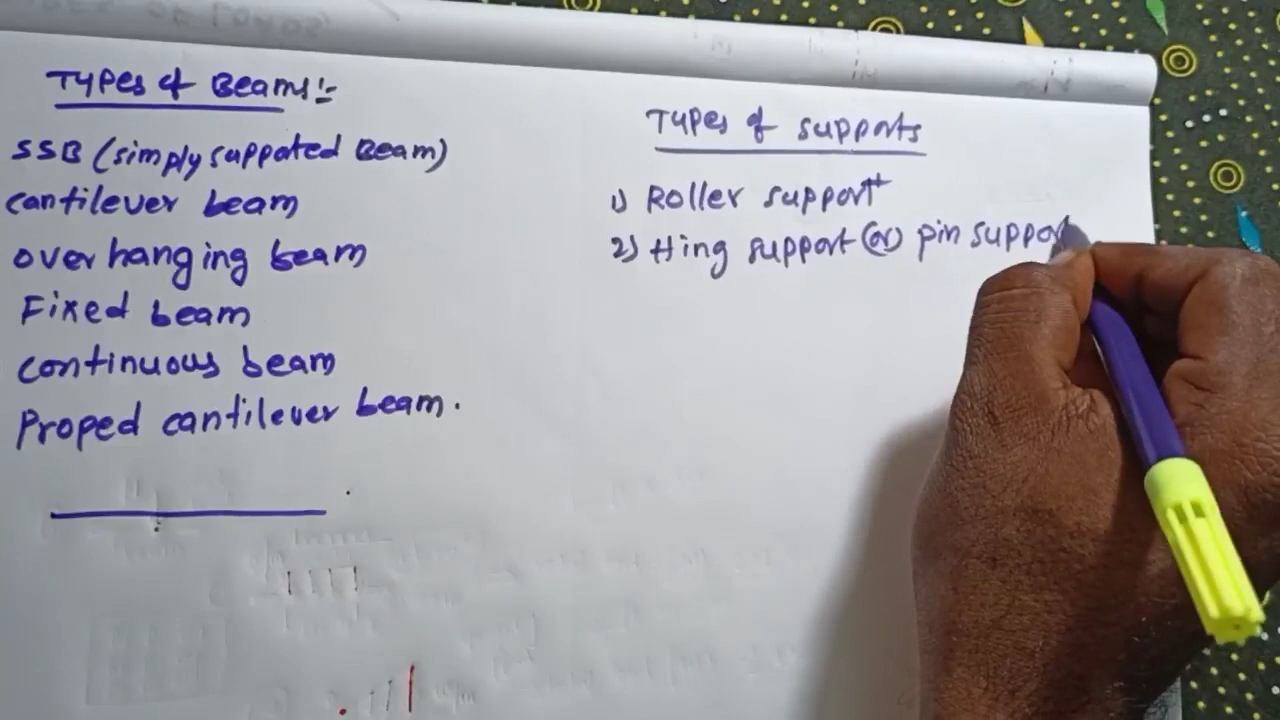 Types of Beams:-
SSB (simply suppoted Beam)
cantilever beam
overhanging beam
Fixed beam
continuous beam
Proped cantilever beam.
Types of supports
1) Roller support
2) Hing support (or) pin suppor